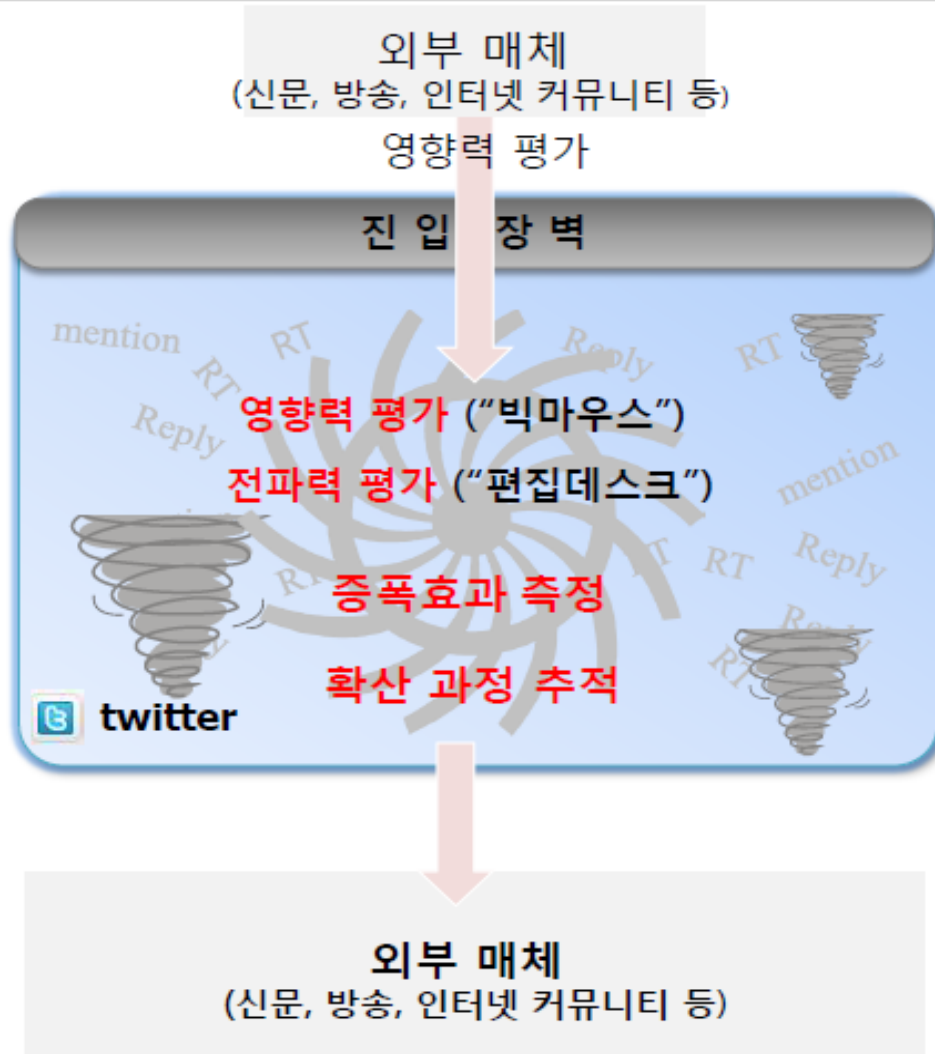 외부 매체
(신문, 방송, 인터넷 커뮤니티 등)
영향력 평가
진 입 장 벽
mention
RT
Reply
RT
RT
영향력 평가 ("빅마우스")
Reply
전파력 평가 ("편집데스크")
mention
RT
RT
Reply
증폭효과 측정
Reply
RT
확산 과정 추적
twitter
외부 매체
(신문, 방송, 인터넷 커뮤니티 등)